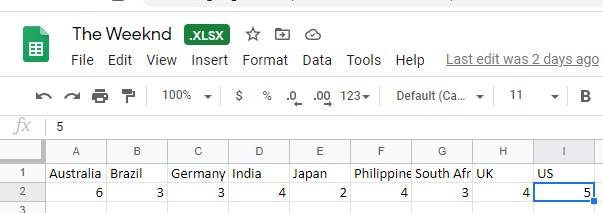 The Weeknd .XLSX
File Edit View Insert Format Data Tools Help Last edit was 2 days ago
100% $ % .0 .00 123 Default (Ca... 11 B
fx 5
A B C D E F G H I
1 Australia Brazil Germany India Japan Philippine South Afr UK US
2 6 3 3 4 2 4 3 4 5
3